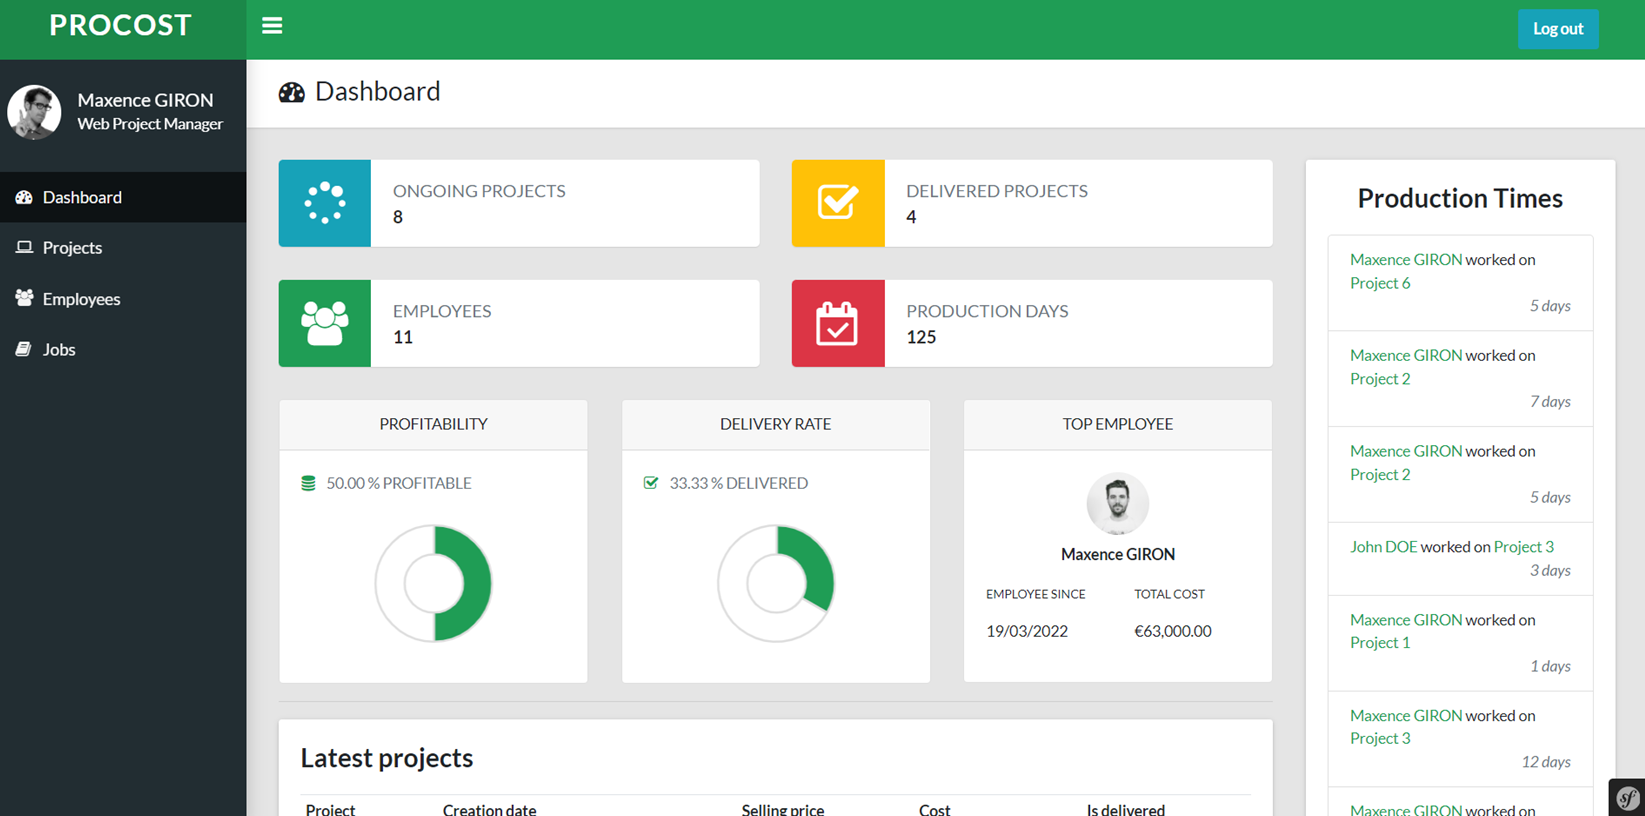 PROCOST
Log out
Maxence GIRON
Web Project Manager
Dashboard
Projects
Employees
Jobs
Dashboard
ONGOING PROJECTS
8
DELIVERED PROJECTS
4
EMPLOYEES
11
PRODUCTION DAYS
125
PROFITABILITY
50.00 % PROFITABLE
DELIVERY RATE
33.33 % DELIVERED
TOP EMPLOYEE
Maxence GIRON
EMPLOYEE SINCE TOTAL COST
19/03/2022 €63,000.00
Latest projects
Project Creation date Selling price Cost Is delivered
Production Times
Maxence GIRON worked on
Project 6
5 days
Maxence GIRON worked on
Project 2
7 days
Maxence GIRON worked on
Project 2
5 days
John DOE worked on Project 3
3 days
Maxence GIRON worked on
Project 1
1 days
Maxence GIRON worked on
Project 3
12 days
Maxence GIRON worked on
sf